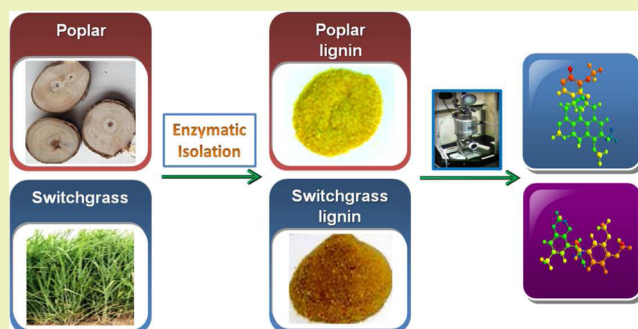 Poplar
Enzymatic
Isolation
Poplar
lignin
Switchgrass
Switchgrass
lignin